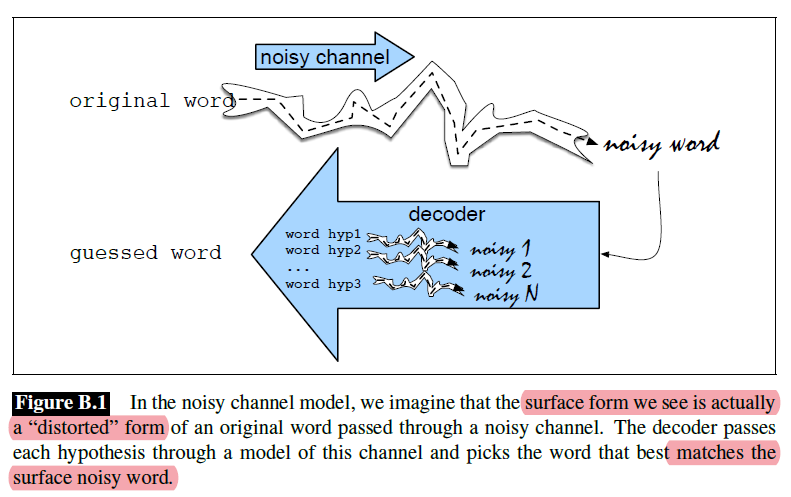 noisy channel
original word
noisy word
decoder
word hyp1
noisy 1
guessed word
word hyp2
noisy 2
...
word hyp3
noisy N
Figure B.1 In the noisy channel model, we imagine that the surface form we see is actually
a “distorted” form of an original word passed through a noisy channel. The decoder passes
each hypothesis through a model of this channel and picks the word that best matches the
surface noisy word.